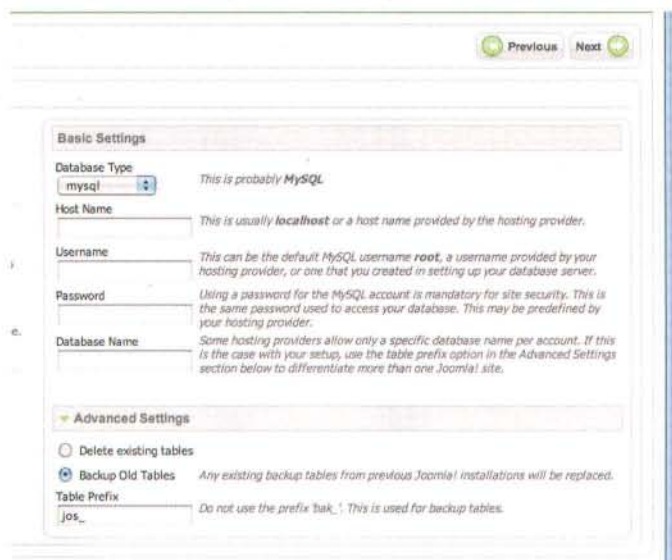 Previous Next
Basic Settings
Database Type
mysql
This is probably MySQL
Host Name
This is usually localhost or a host name provided by the hosting provider.
Username
This can be the default MySQL username root, a username provided by your
hosting provider, or one that you created in setting up your database server.
Password
Using a password for the MySQL account is mandatory for site security. This is
the same password used to access your database. This may be predefined by
your hosting provider.
e.
Database Name
Some hosting providers allow only a specific database name per account. If this
is the case with your setup, use the table prefix option in the Advanced Settings
section below to differentiate more than one Joomla! site.
Advanced Settings
Delete existing tables
Backup Old Tables
Any existing backup tables from previous Joomla! installations will be replaced.
Table Prefix
jos_
Do not use the prefix 'bak_'. This is used for backup tables.